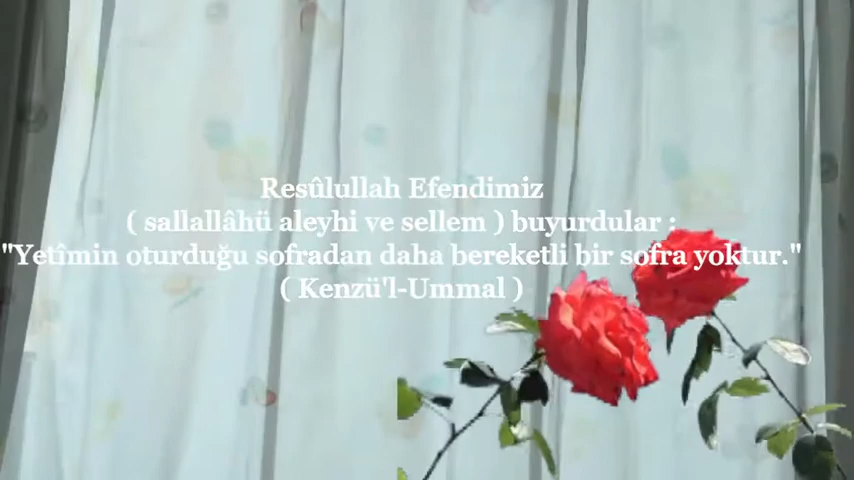 Resûlullah Efendimiz
( sallallâhü aleyhi ve sellem ) buyurdular :
"Yetîmin oturduğu sofradan daha bereketli bir sofra yoktur."
( Kenzü'l-Ummal )